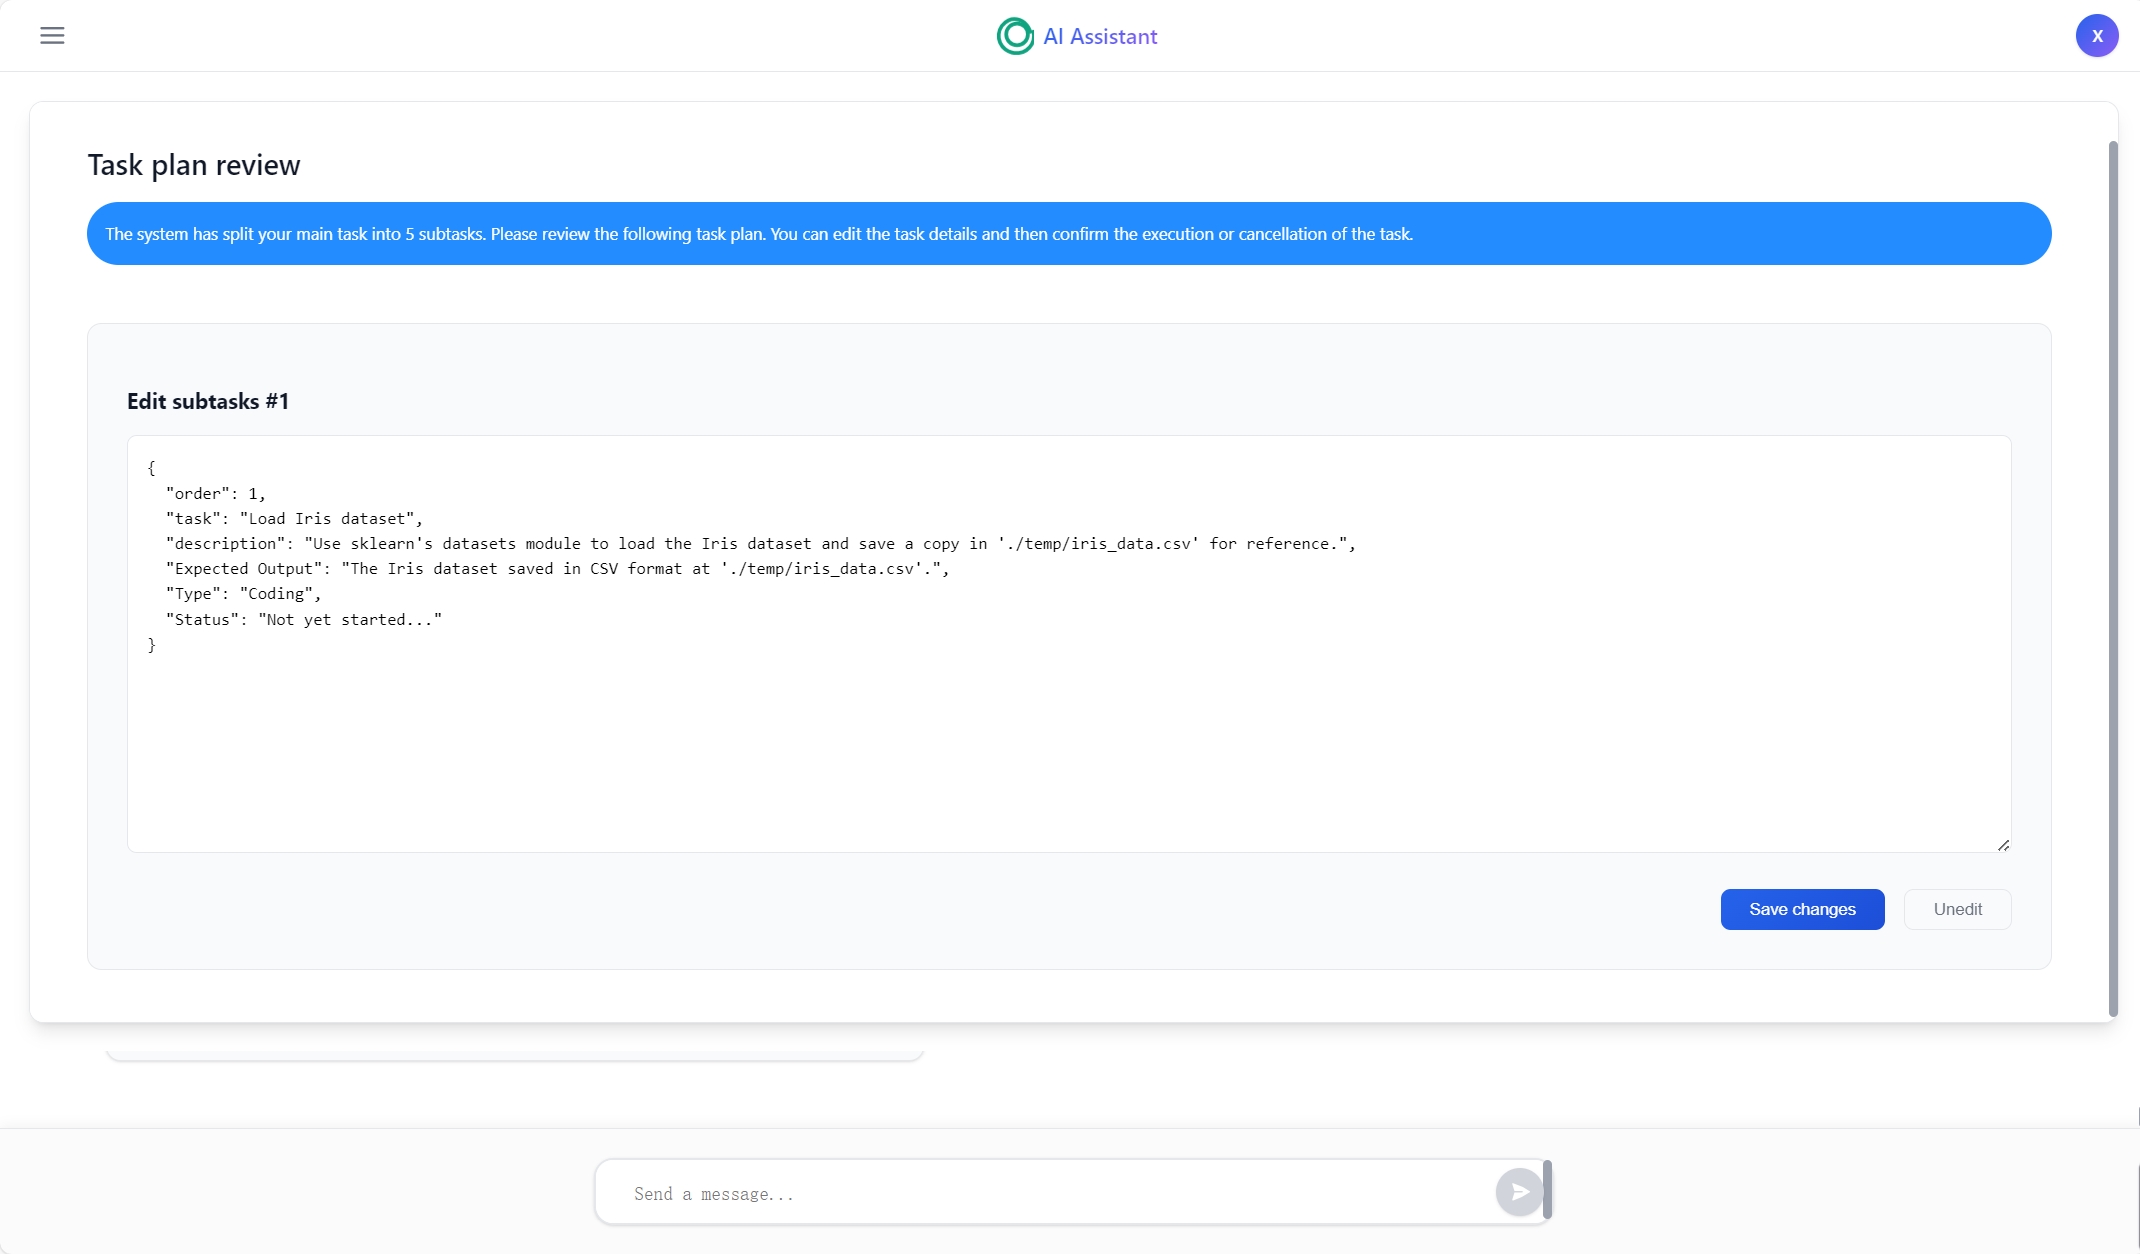 AI Assistant
X
Task plan review
The system has split your main task into 5 subtasks. Please review the following task plan. You can edit the task details and then confirm the execution or cancellation of the task.
Edit subtasks #1
{
  "order": 1,
  "task": "Load Iris dataset",
  "description": "Use sklearn's datasets module to load the Iris dataset and save a copy in './temp/iris_data.csv' for reference.",
  "Expected Output": "The Iris dataset saved in CSV format at './temp/iris_data.csv'.",
  "Type": "Coding",
  "Status": "Not yet started..."
}
Save changes
Unedit
Send a message...